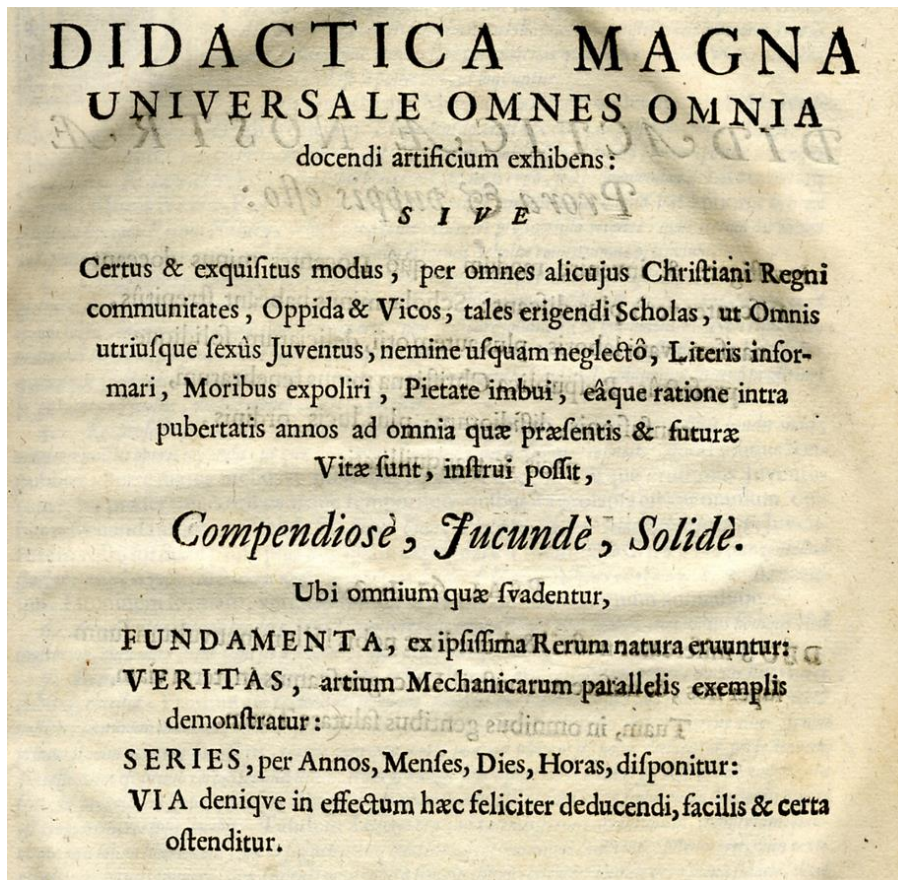 DIDACTICA MAGNA
UNIVERSALE OMNES OMNIA
docendi artificium exhibens:
SIVE
Certus & exquiſitus modus, per omnes alicujus Chriſtiani Regni
communitates, Oppida & Vicos, tales erigendi Scholas, ut Omnis
utriuſque ſexùs Juventus, nemine uſquam neglectô, Literis infor-
mari, Moribus expoliri, Pietate imbui, eâque ratione intra
pubertatis annos ad omnia quæ præſentis & futuræ
Vitæ ſunt, inſtrui poſſit,
Compendiosè, Jucundè, Solidè.
Ubi omnium quæ ſvadentur,
FUNDAMENTA, ex ipſiſſima Rerum natura eruuntur:
VERITAS, artium Mechanicarum parallelis exemplis
demonſtratur:
SERIES, per Annos, Menſes, Dies, Horas, diſponitur:
VIA deniqve in effectum hæc feliciter deducendi, facilis & certa
oſtenditur.